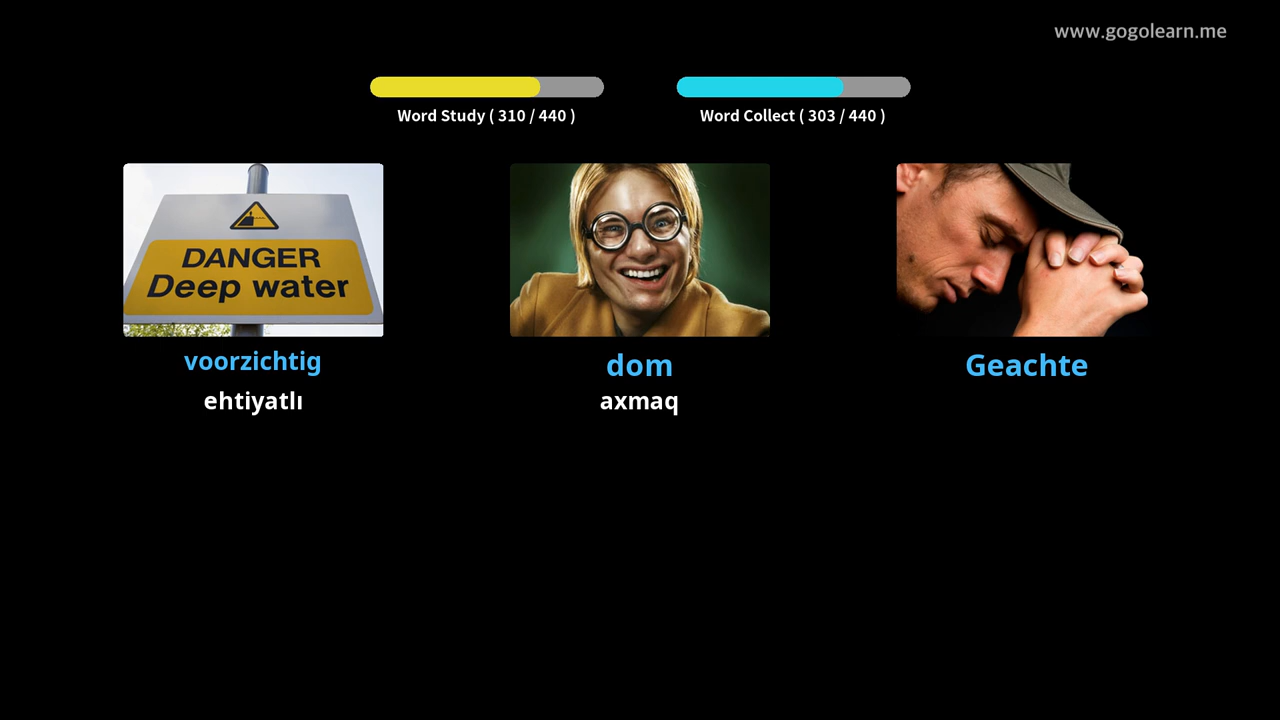 www.gogolearn.me
Word Study ( 310 / 440 )
Word Collect ( 303 / 440 )
DANGER
Deep water
voorzichtig
ehtiyatlı
dom
axmaq
Geachte